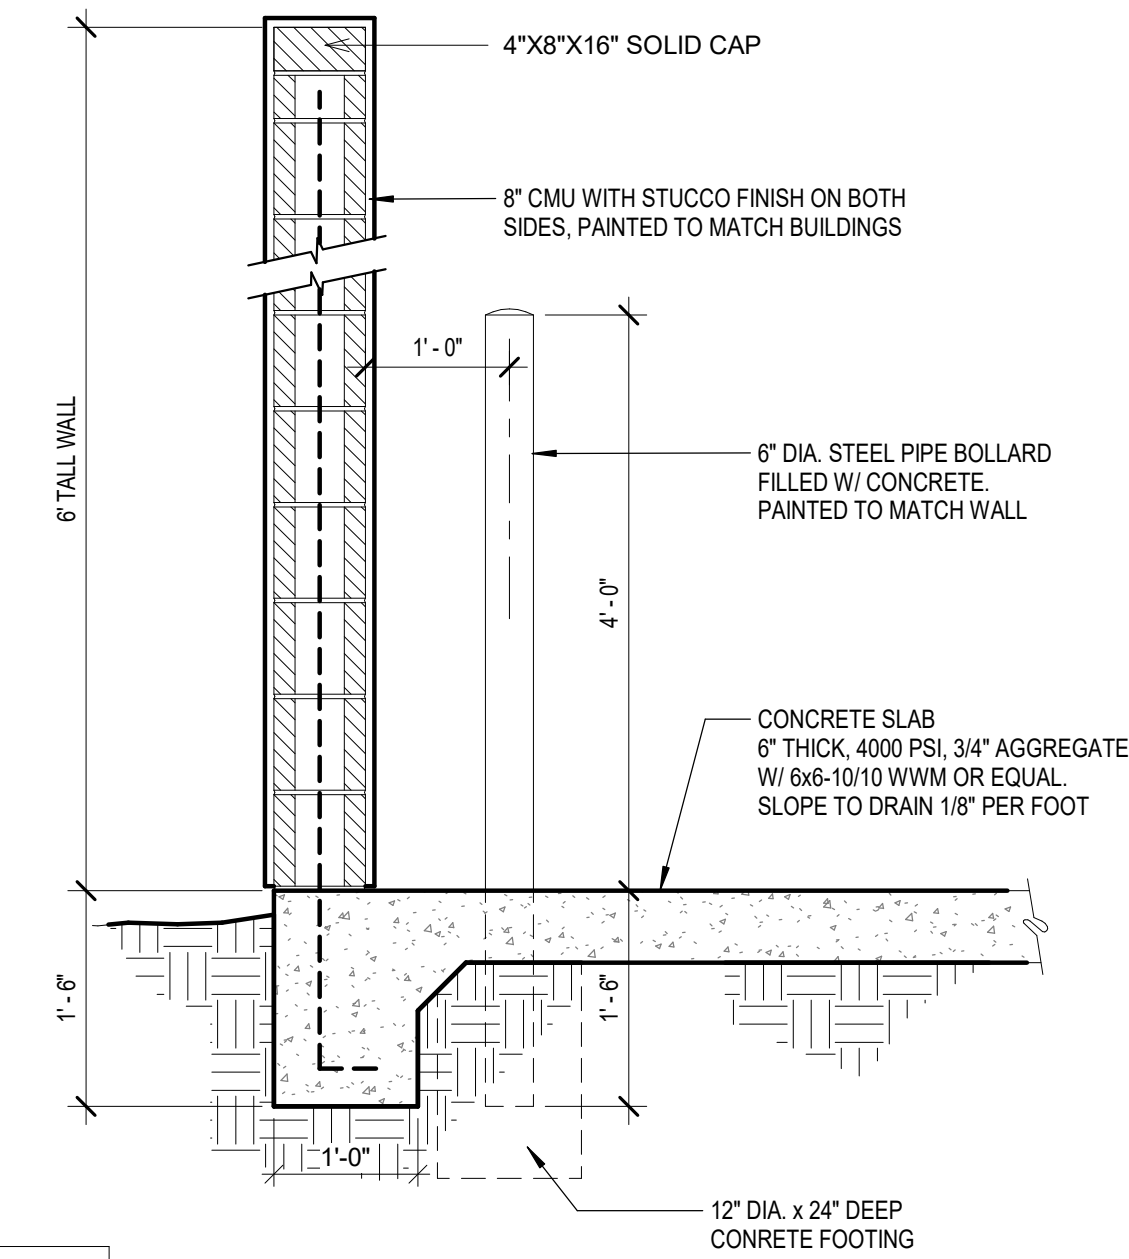 4"X8"X16" SOLID CAP
8" CMU WITH STUCCO FINISH ON BOTH
SIDES, PAINTED TO MATCH BUILDINGS
1' - 0"
6' TALL WALL
6" DIA. STEEL PIPE BOLLARD
FILLED W/ CONCRETE.
PAINTED TO MATCH WALL
4' - 0"
CONCRETE SLAB
6" THICK, 4000 PSI, 3/4" AGGREGATE
W/ 6x6-10/10 WWM OR EQUAL.
SLOPE TO DRAIN 1/8" PER FOOT
1' - 6"
1' - 6"
1'-0"
12" DIA. x 24" DEEP
CONRETE FOOTING